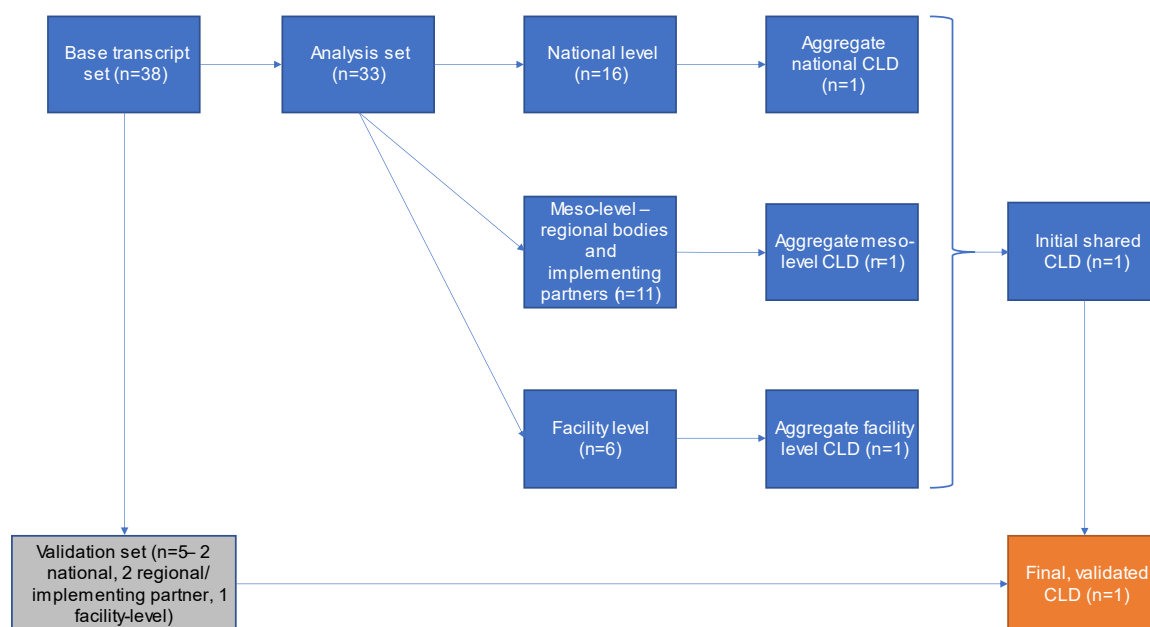 Base transcript
set (n=38)
Analysis set
(n=33)
National level
(n=16)
Aggregate
national CLD
(n=1)
Meso-level –
regional bodies
and
implementing
partners (n=11)
Aggregate meso-
level CLD (n=1)
Initial shared
CLD (n=1)
Facility level
(n=6)
Aggregate facility
level CLD (n=1)
Validation set (n=5– 2
national, 2 regional/
implementing partner, 1
facility-level)
Final, validated
CLD (n=1)